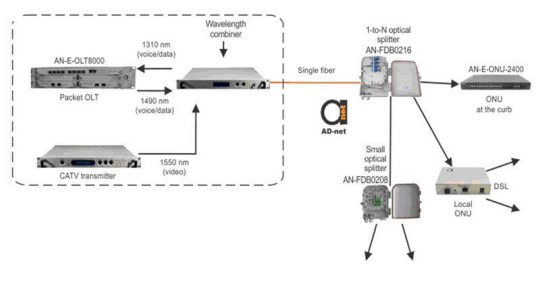 Wavelength
combiner
1310 nm
(voice/data)
AN-E-OLT8000
Packet OLT
1490 nm
(voice/data)
1550 nm
(video)
CATV transmitter
Single fiber
1-to-N optical
splitter
AN-FDB0216
AN-E-ONU-2400
ONU
at the curb
a
net
AD-net
Small
optical
splitter
AN-FDB0208
DSL
Local
ONU